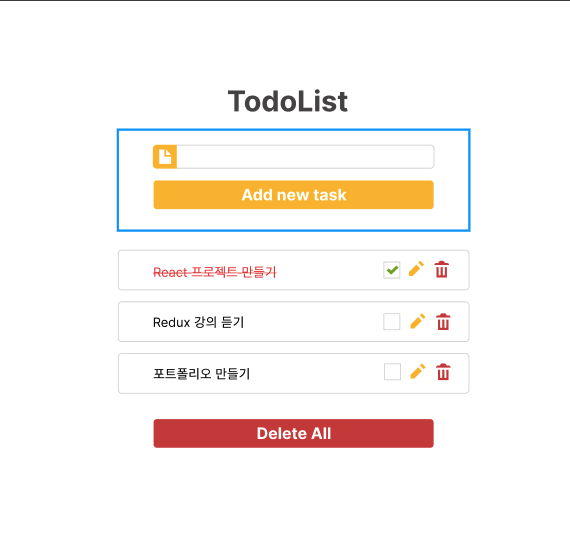 TodoList
Add new task
React 프로젝트 만들기
Redux 강의 듣기
포트폴리오 만들기
Delete All